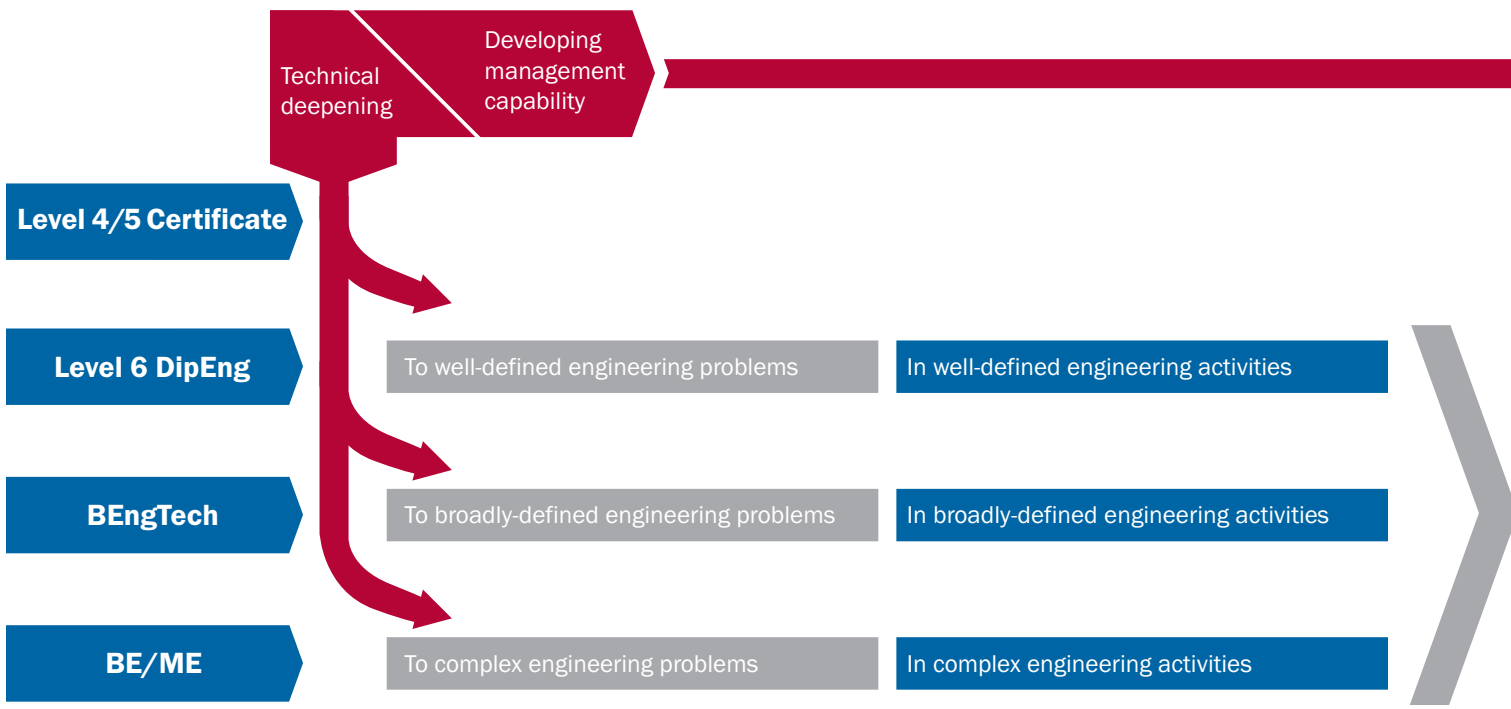 Technical
deepening
Developing
management
capability
Level 4/5 Certificate
Level 6 DipEng
To well-defined engineering problems
In well-defined engineering activities
BEngTech
To broadly-defined engineering problems
In broadly-defined engineering activities
BE/ME
To complex engineering problems
In complex engineering activities